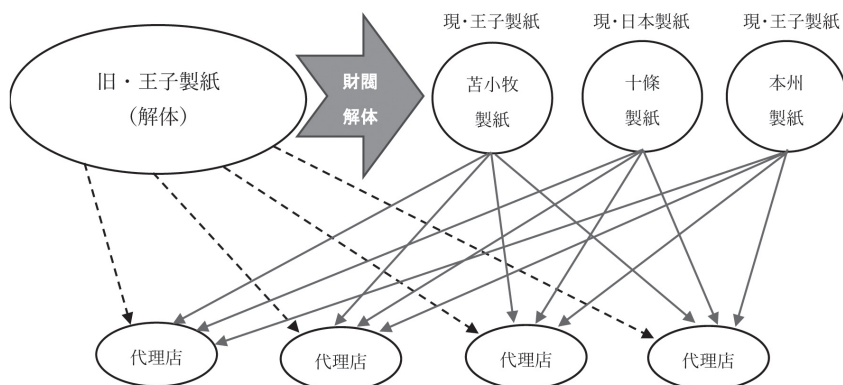 現・王子製紙 現・日本製紙 現・王子製紙
旧・王子製紙
（解体）
財閥
解体
苫小牧
製紙
十條
製紙
本州
製紙
代理店 代理店 代理店 代理店